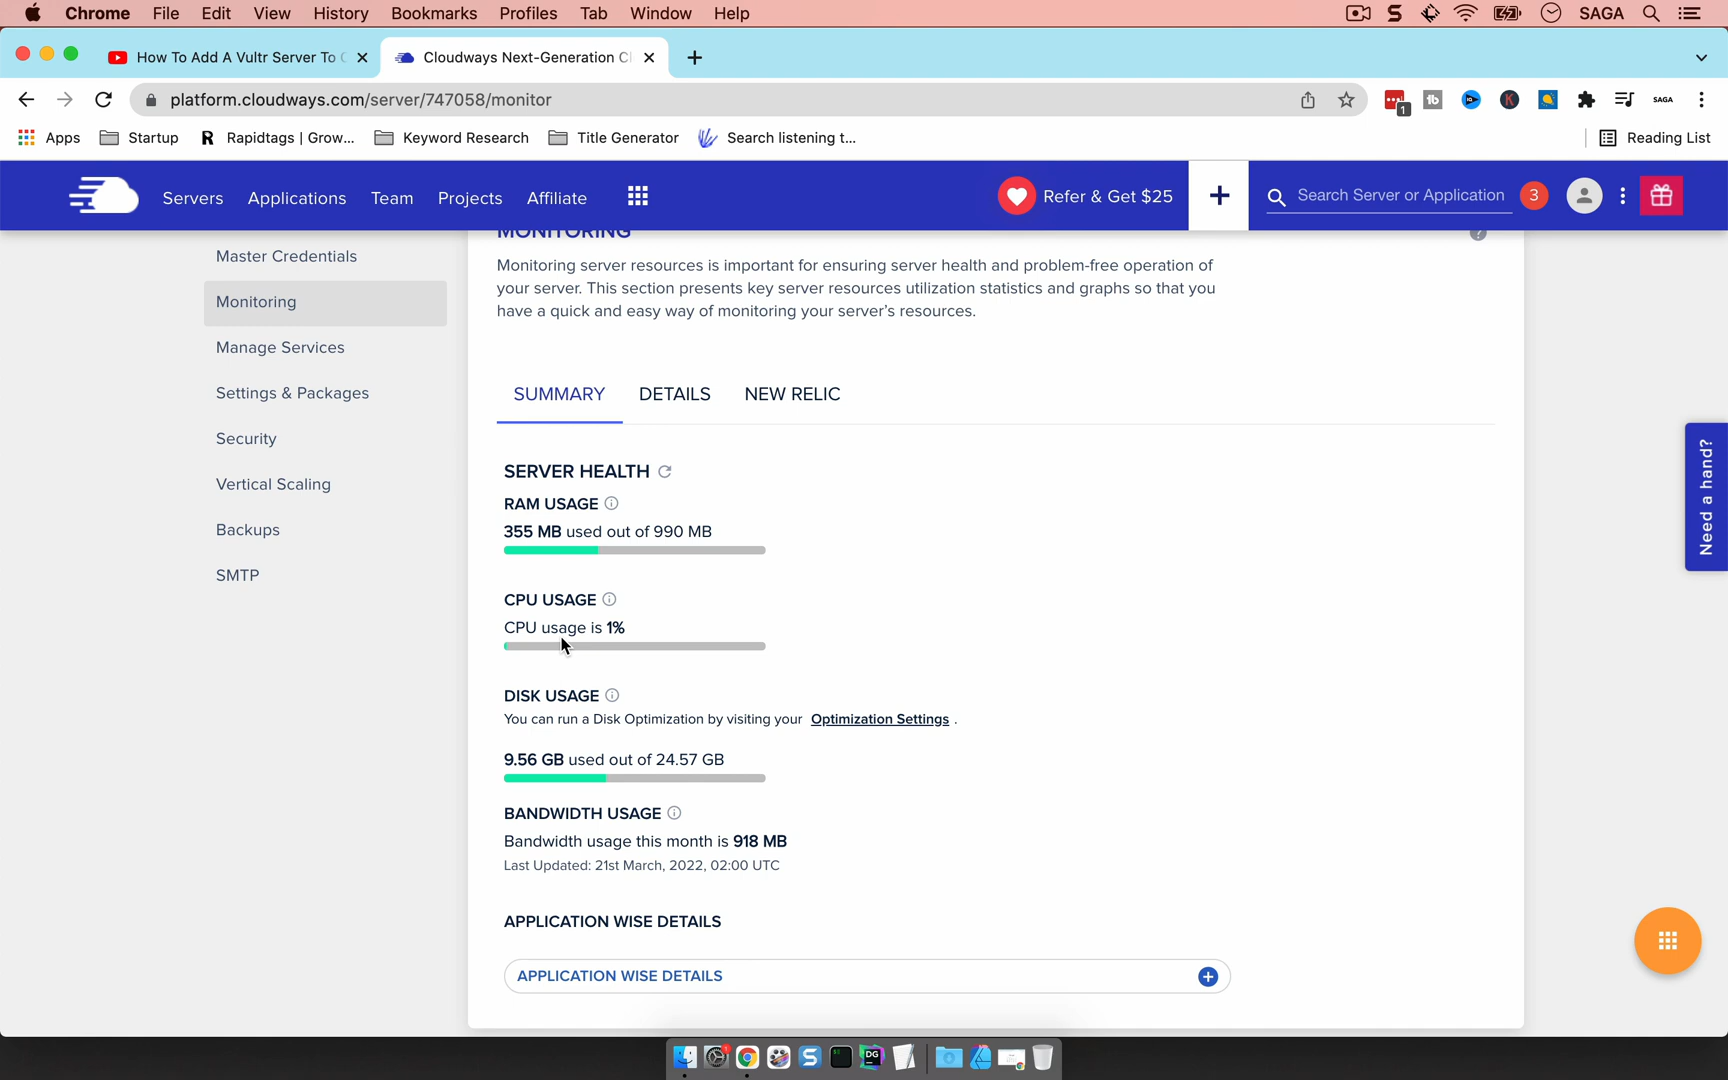 Chrome File Edit View History Bookmarks Profiles Tab Window Help SAGA
How To Add A Vultr Server To Cloudways Next-Generation Cl
platform.cloudways.com/server/747058/monitor
1 tb K SAGA
Apps Startup R Rapidtags | Grow... Keyword Research Title Generator Search listening t... Reading List
Servers Applications Team Projects Affiliate Refer & Get $25 + Search Server or Application 3
MONITORING ?
Master Credentials
Monitoring
Manage Services
Settings & Packages
Security
Vertical Scaling
Backups
SMTP
Monitoring server resources is important for ensuring server health and problem-free operation of
your server. This section presents key server resources utilization statistics and graphs so that you
have a quick and easy way of monitoring your server's resources.
SUMMARY DETAILS NEW RELIC
SERVER HEALTH
RAM USAGE
355 MB used out of 990 MB
CPU USAGE
CPU usage is 1%
DISK USAGE
You can run a Disk Optimization by visiting your Optimization Settings .
9.56 GB used out of 24.57 GB
BANDWIDTH USAGE
Bandwidth usage this month is 918 MB
Last Updated: 21st March, 2022, 02:00 UTC
APPLICATION WISE DETAILS
APPLICATION WISE DETAILS
Need a hand?
DG